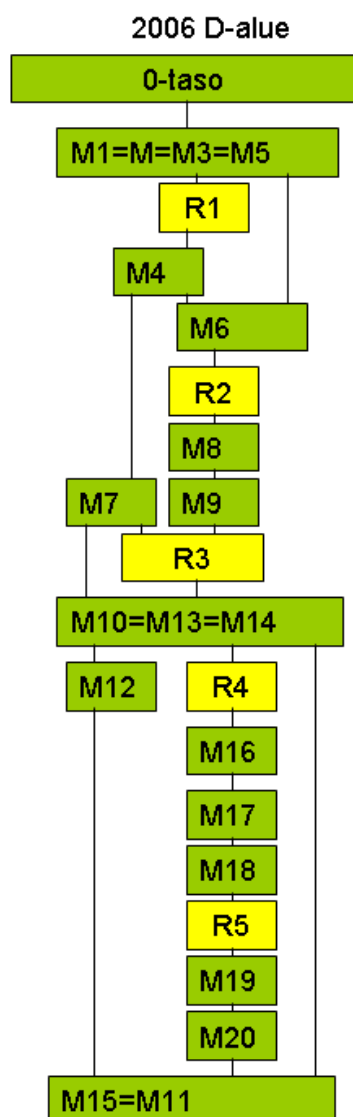 2006 D-alue
0-taso
M1=M=M3=M5
R1
M4
M6
R2
M8
M7
M9
R3
M10=M13=M14
M12
R4
M16
M17
M18
R5
M19
M20
M15=M11